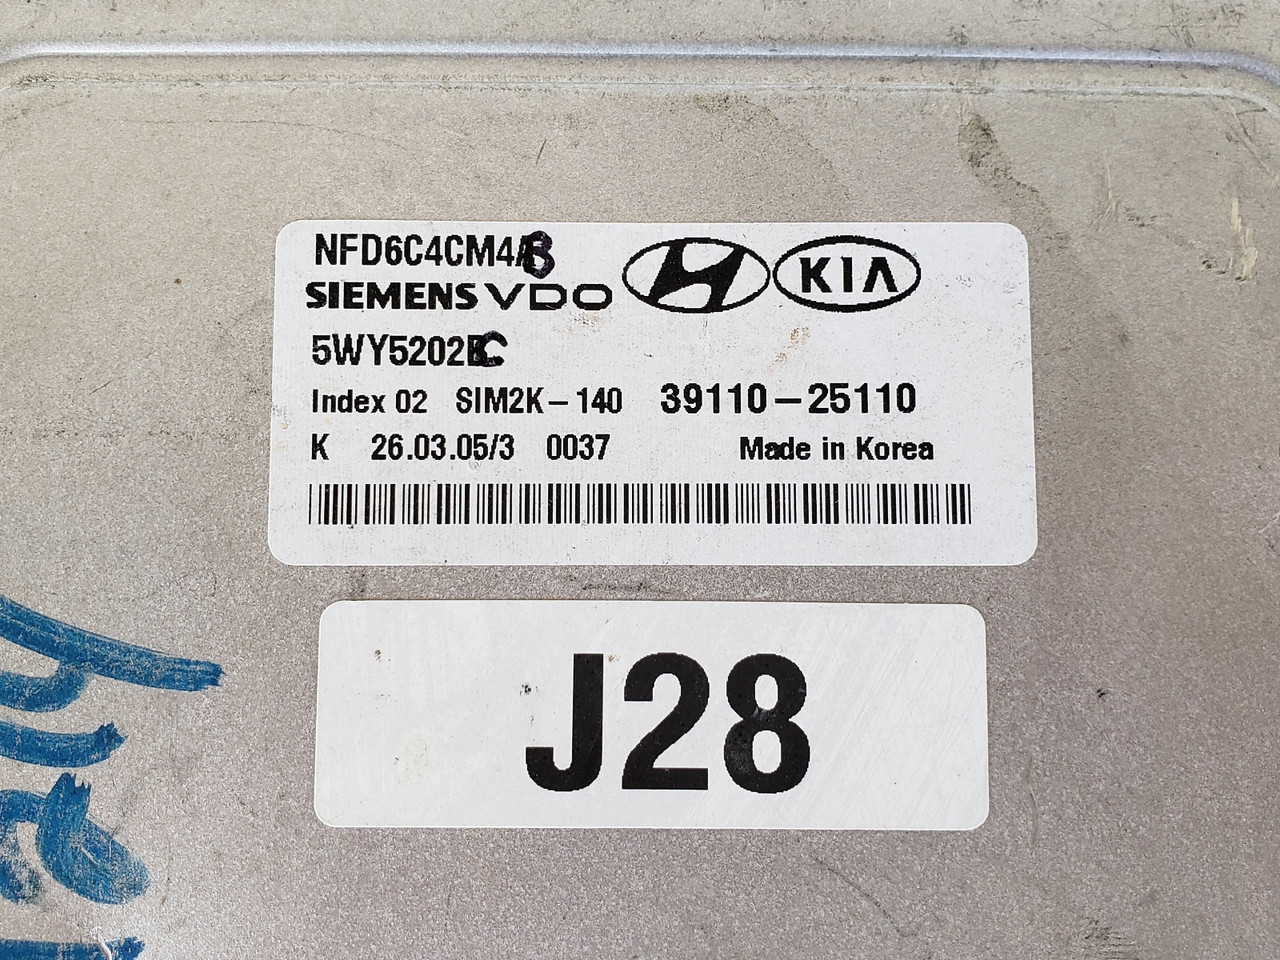 NFD6C4CM4B
SIEMENS VDO KIA
5WY5202C
Index 02 SIM2K-140 39110-25110
K 26.03.05/3 0037 Made in Korea
J28